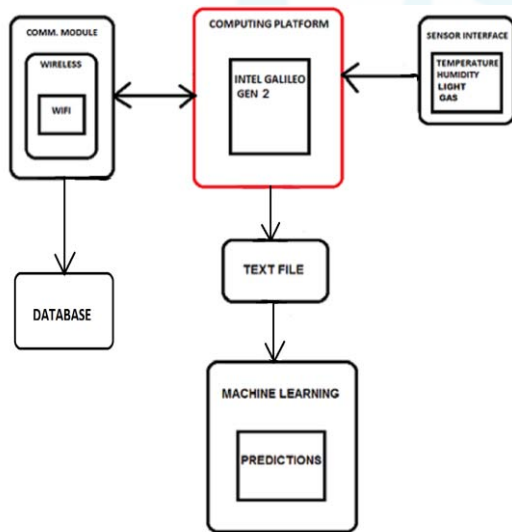 COMM. MODULE
WIRELESS
WIFI
COMPUTING PLATFORM
INTEL GALILEO
GEN 2
SENSOR INTERFACE
TEMPERATURE
HUMIDITY
LIGHT
GAS
DATABASE
TEXT FILE
MACHINE LEARNING
PREDICTIONS